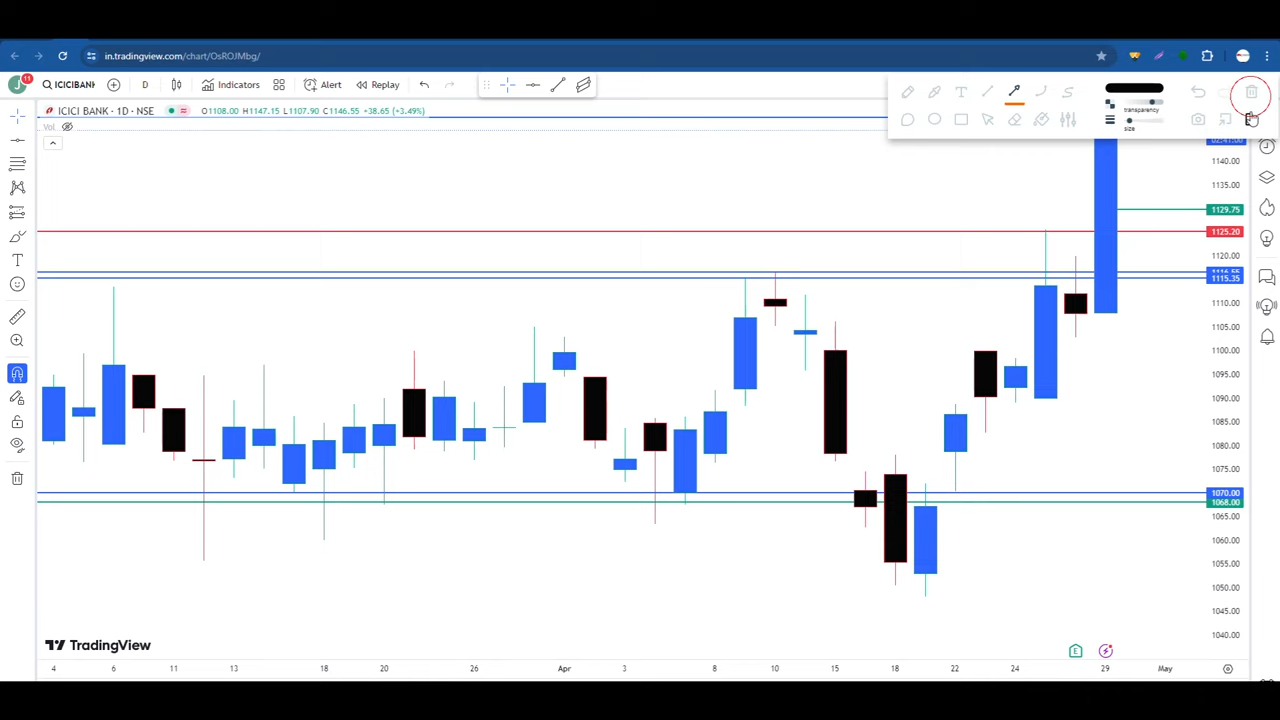 in.tradingview.com/chart/OsROJMbg/
J 11 ICICIBANK D Indicators Alert Replay
transparency
size
ICICI BANK · 1D · NSE O1108.00 H1147.15 L1107.90 C1146.55 +38.65 (+3.49%)
Vol.
1140.00
1135.00
1129.75
1125.20
1120.00
1116.55
1115.35
1110.00
1105.00
1100.00
1095.00
1090.00
1085.00
1080.00
1075.00
1070.00
1068.00
1065.00
1060.00
1055.00
1050.00
1045.00
1040.00
TradingView
E
4 6 11 13 18 20 26 Apr 3 8 10 15 18 22 24 29 May